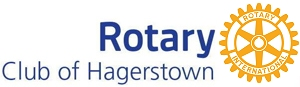 Rotary
Club of Hagerstown
ROTARY
INTERNATIONAL